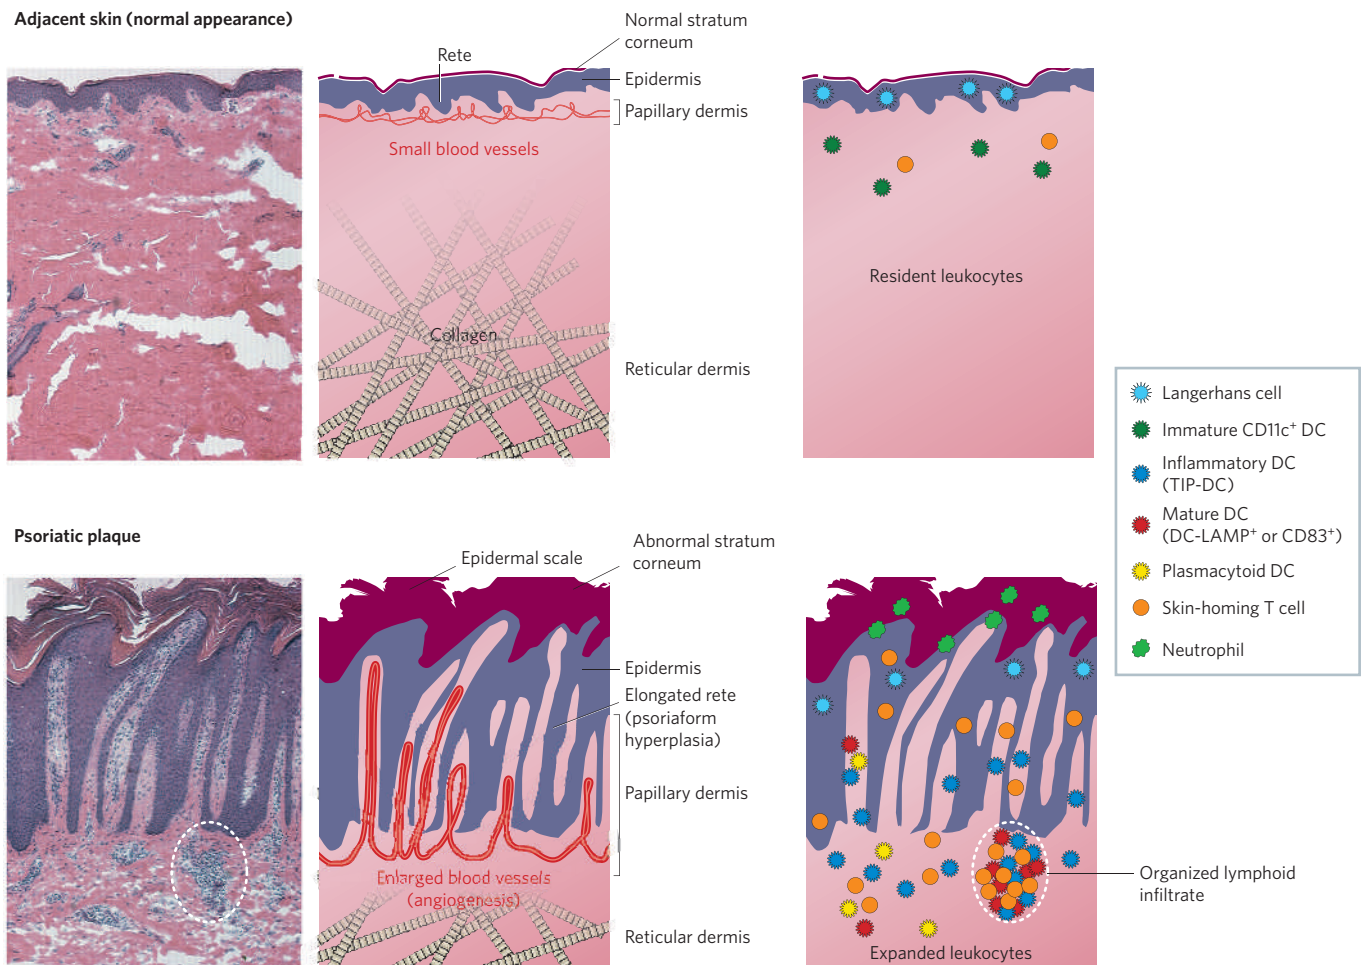 Adjacent skin (normal appearance)
Normal stratum
corneum
Rete
Epidermis
Papillary dermis
Small blood vessels
Collagen
Reticular dermis
Resident leukocytes
Langerhans cell
Immature CD11c⁺ DC
Inflammatory DC
(TIP-DC)
Mature DC
(DC-LAMP⁺ or CD83⁺)
Plasmacytoid DC
Skin-homing T cell
Neutrophil
Psoriatic plaque
Epidermal scale
Abnormal stratum
corneum
Epidermis
Elongated rete
(psoriaform
hyperplasia)
Papillary dermis
Enlarged blood vessels
(angiogenesis)
Reticular dermis
Organized lymphoid
infiltrate
Expanded leukocytes